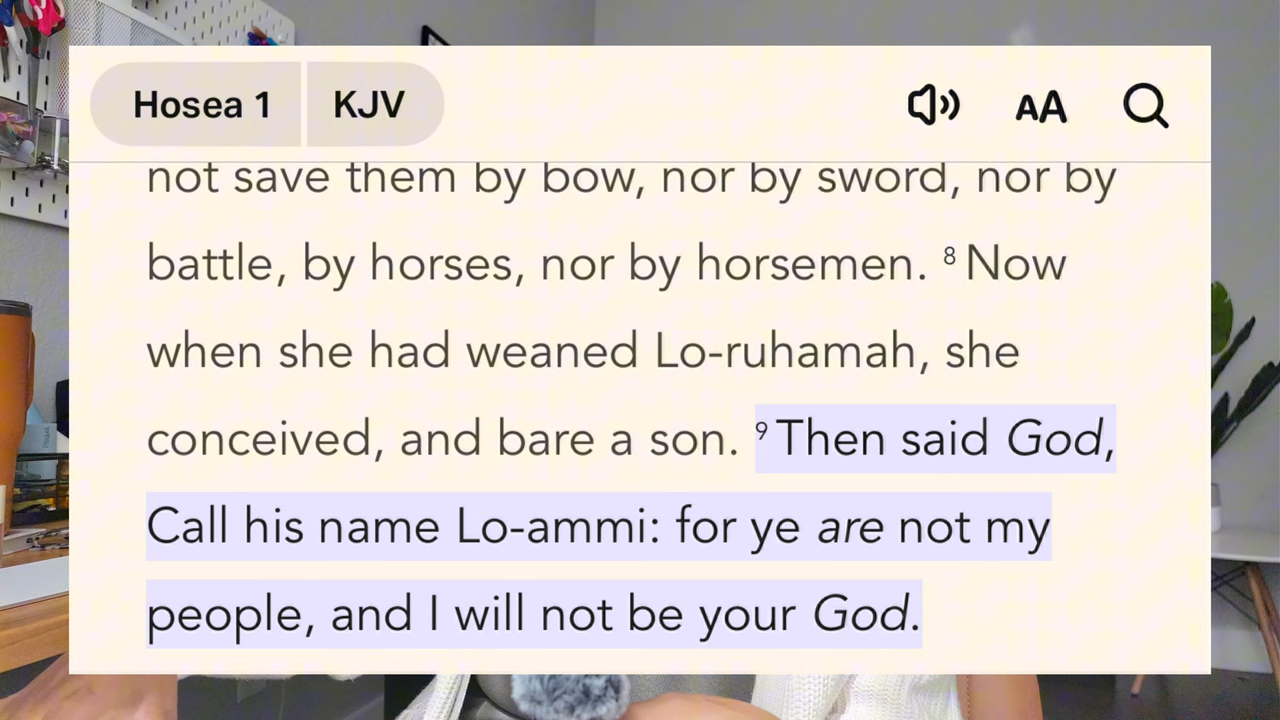 Hosea 1 KJV AA
not save them by bow, nor by sword, nor by
battle, by horses, nor by horsemen. 8 Now
when she had weaned Lo-ruhamah, she
conceived, and bare a son. 9 Then said God,
Call his name Lo-ammi: for ye are not my
people, and I will not be your God.